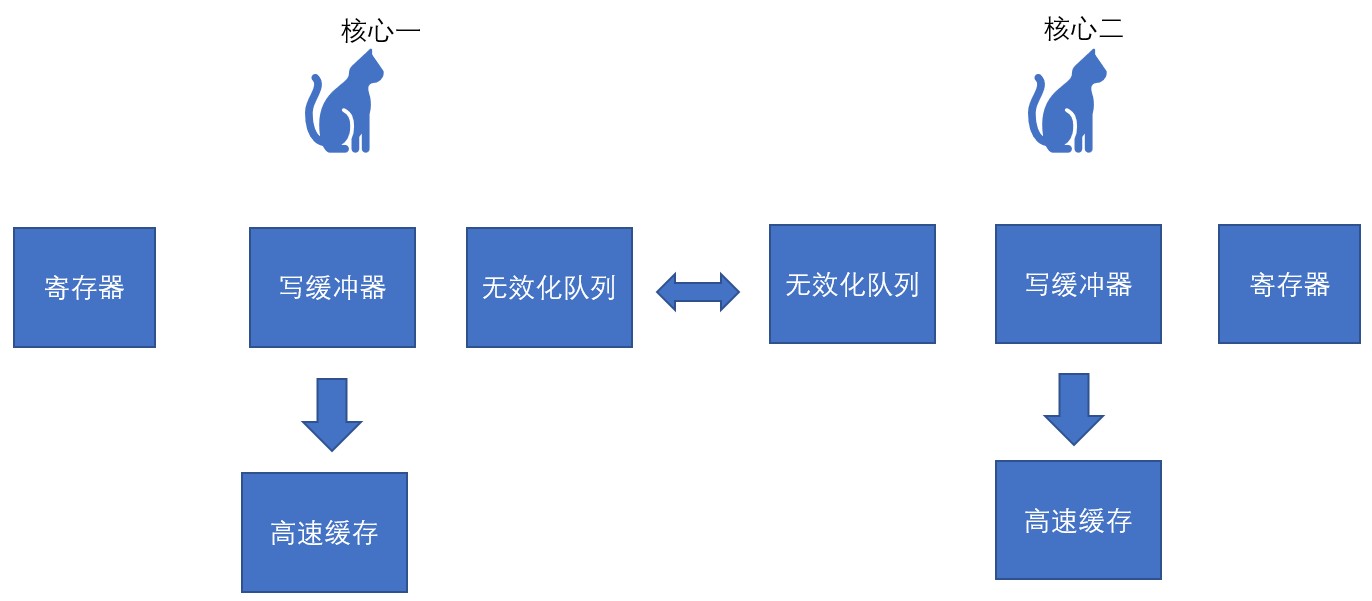 核心一
核心二
寄存器
写缓冲器
无效化队列
无效化队列
写缓冲器
寄存器
高速缓存
高速缓存